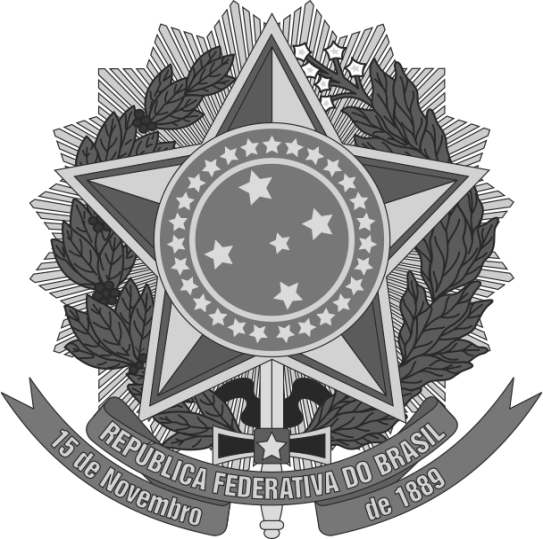 REPÚBLICA FEDERATIVA DO BRASIL
15 de Novembro
de 1889